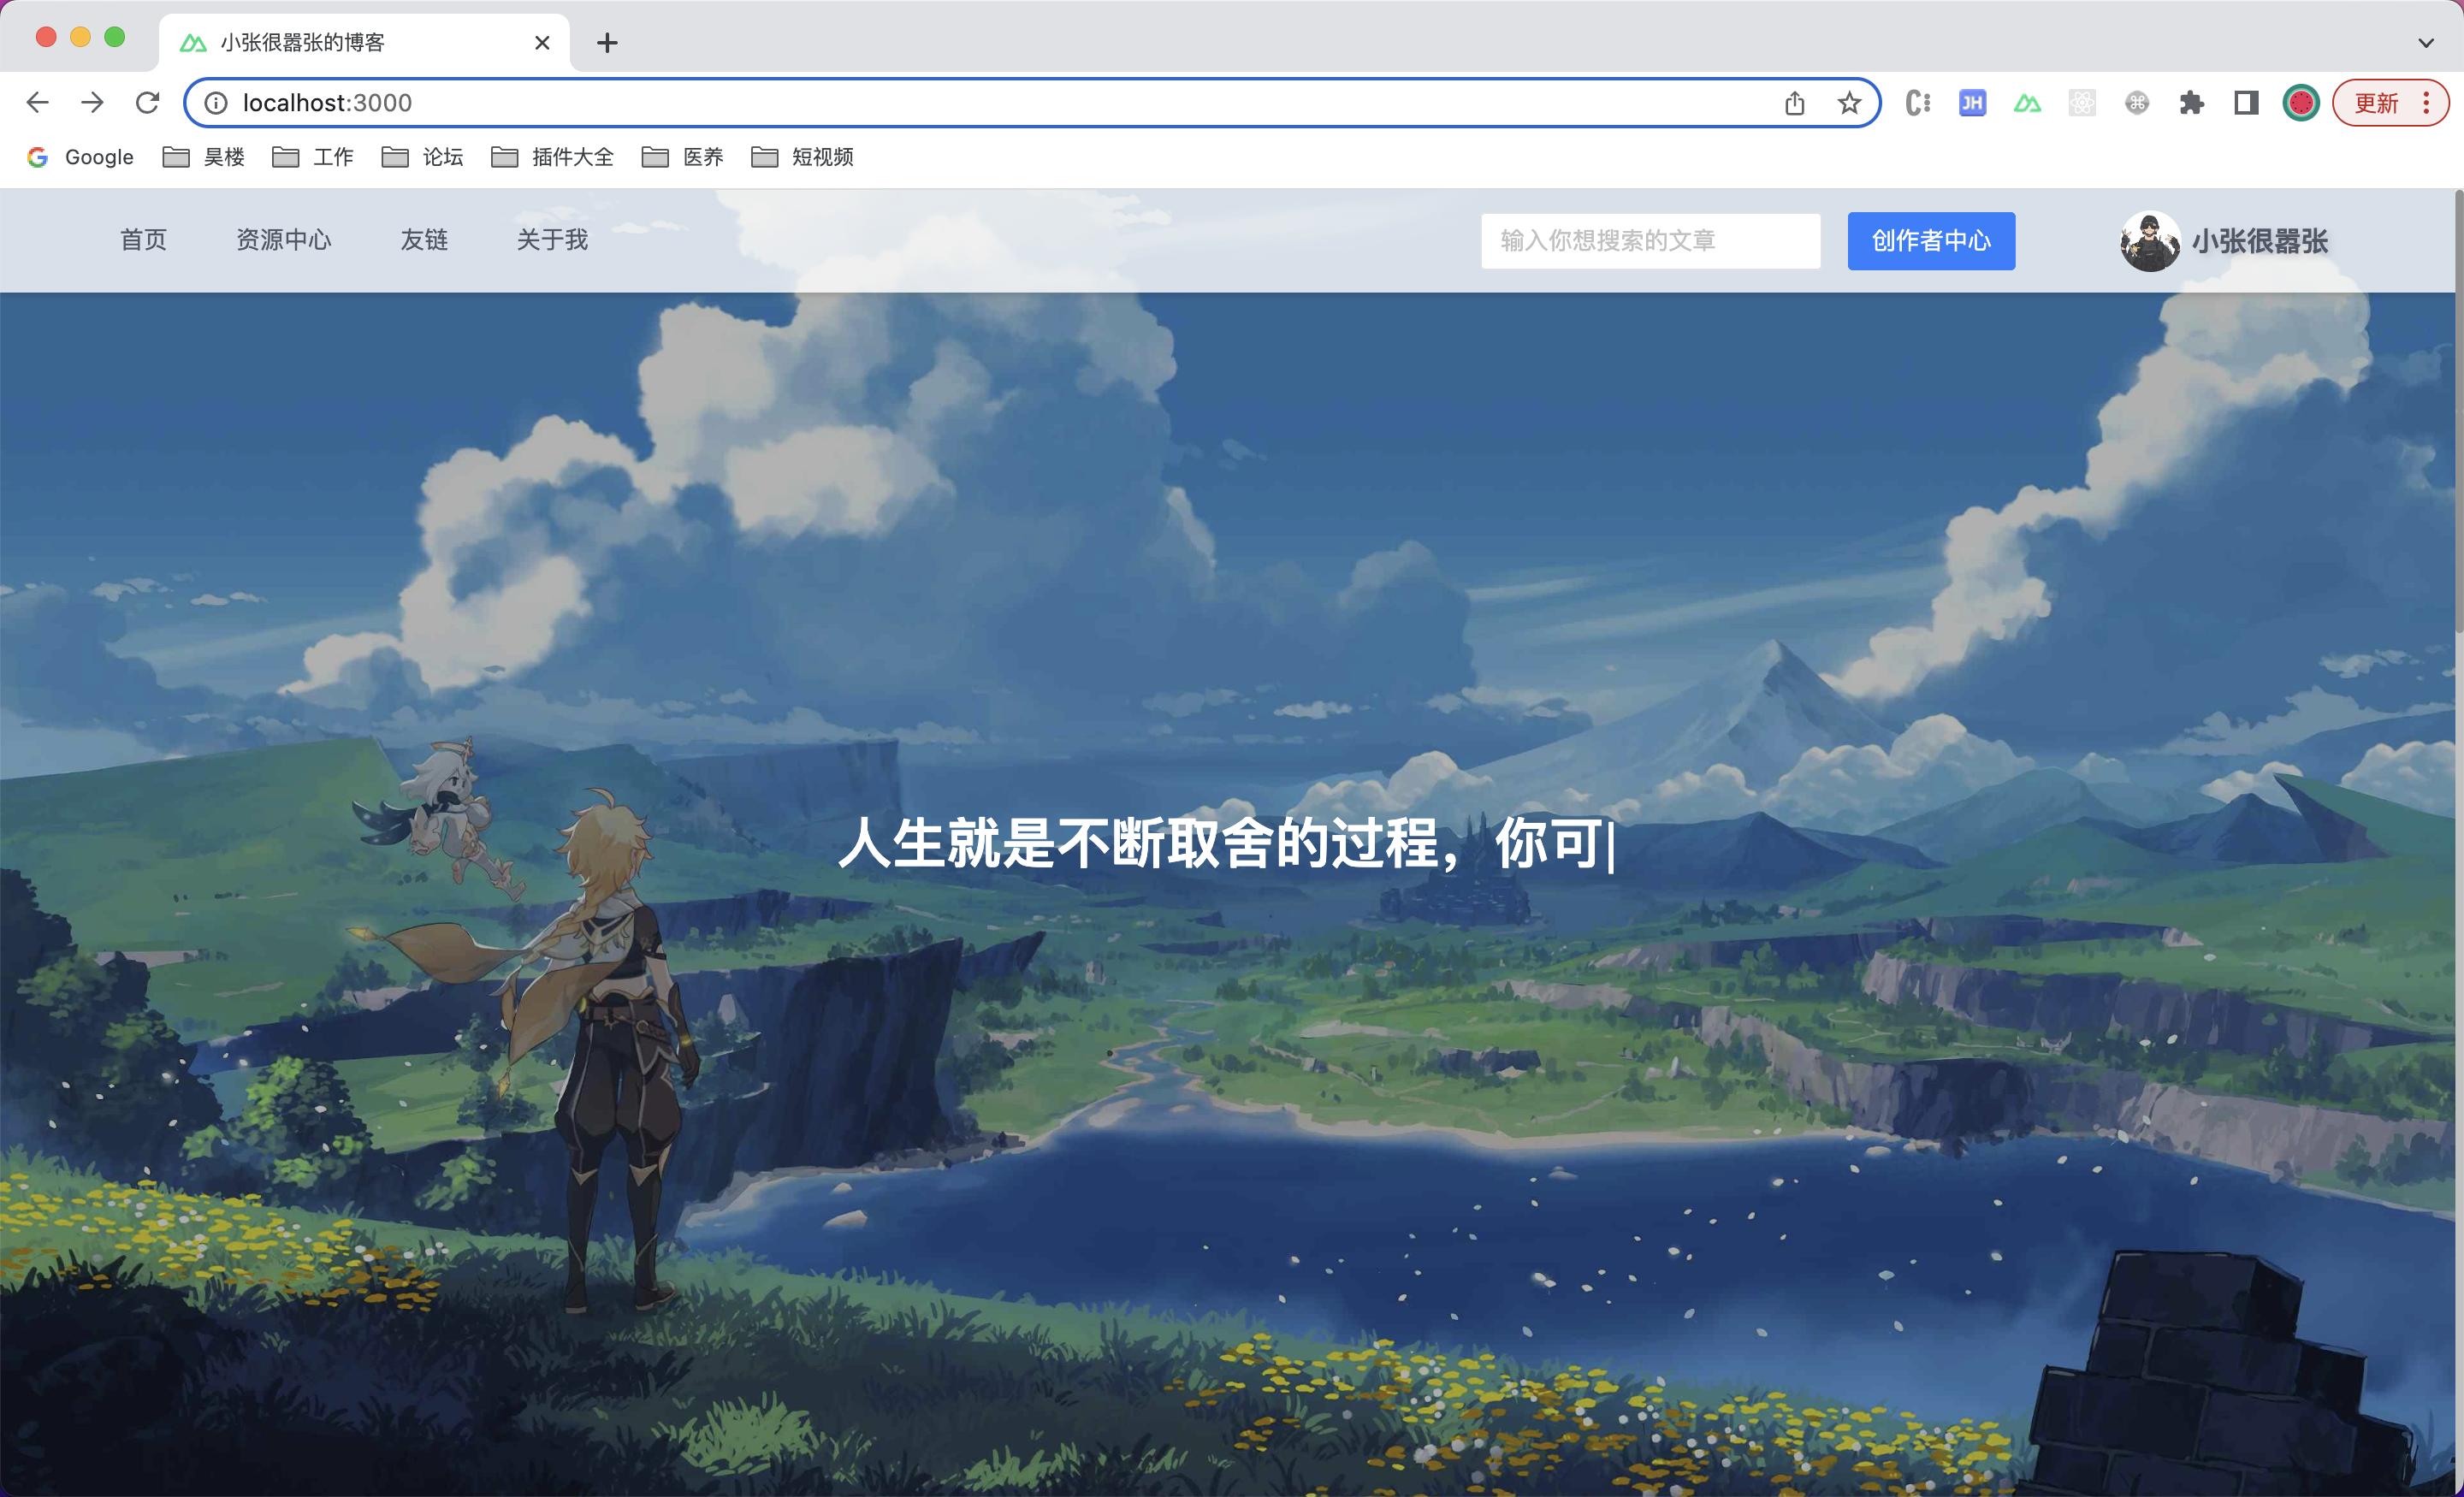 小张很嚣张的博客
localhost:3000
更新
Google 昊楼 工作 论坛 插件大全 医养 短视频
首页 资源中心 友链 关于我 输入你想搜索的文章 创作者中心 小张很嚣张
人生就是不断取舍的过程，你可|